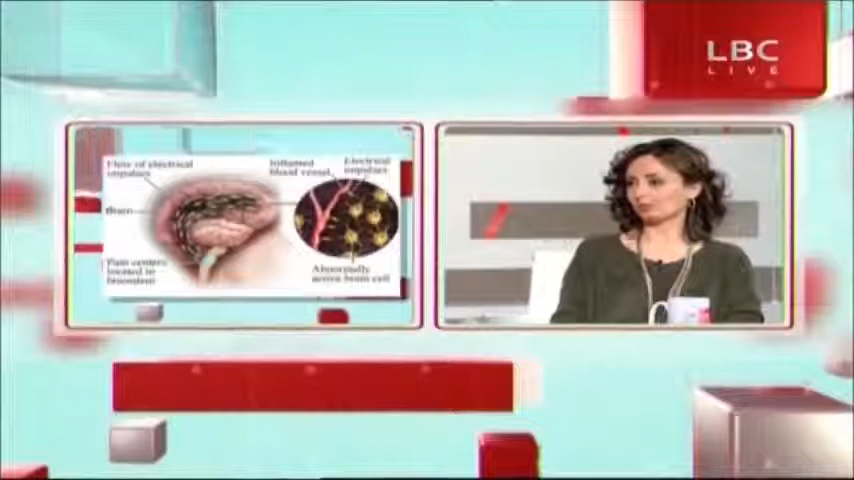 LBC
LIVE
Flow of electrical
impulses
Inflamed
blood vessel
Electrical
impulses
Brain
Pain centers
located in
brainstem
Abnormally
active brain cell